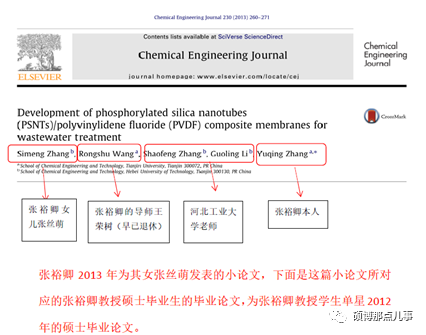 Chemical Engineering Journal 230 (2013) 260–271
Contents lists available at SciVerse ScienceDirect
Chemical Engineering Journal
journal homepage: www.elsevier.com/locate/cej
ELSEVIER
Chemical
Engineering
Journal
Development of phosphorylated silica nanotubes
(PSNTs)/polyvinylidene fluoride (PVDF) composite membranes for
wastewater treatment
CrossMark
Simeng Zhang b, Rongshu Wang a, Shaofeng Zhang b, Guoling Li b, Yuqing Zhang a,*
a School of Chemical Engineering and Technology, Tianjin University, Tianjin 300072, PR China
b School of Chemical Engineering and Technology, Hebei University of Technology, Tianjin 300130, PR China
张裕卿女
儿张丝萌
张裕卿的导师王
荣树（早已退休）
河北工业大
学老师
张裕卿本人
张裕卿 2013 年为其女张丝萌发表的小论文，下面是这篇小论文所对
应的张裕卿教授硕士毕业生的毕业论文，为张裕卿教授学生单星2012
年的硕士毕业论文。
硕博那点儿事